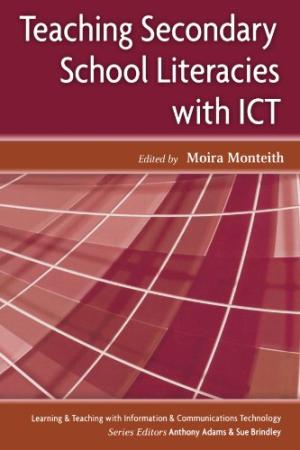 Teaching Secondary
School Literacies
with ICT
Edited by Moira Monteith
Learning & Teaching with Information & Communications Technology
Series Editors Anthony Adams & Sue Brindley